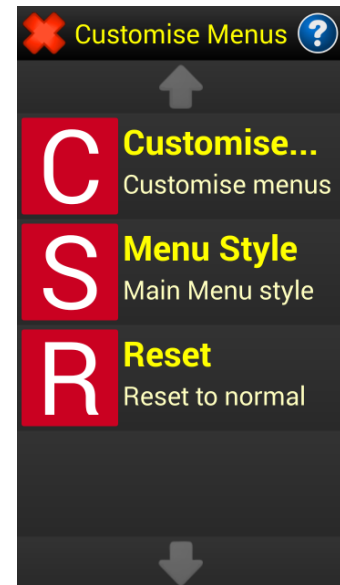 Customise Menus ?
C
Customise...
Customise menus
S
Menu Style
Main Menu style
R
Reset
Reset to normal